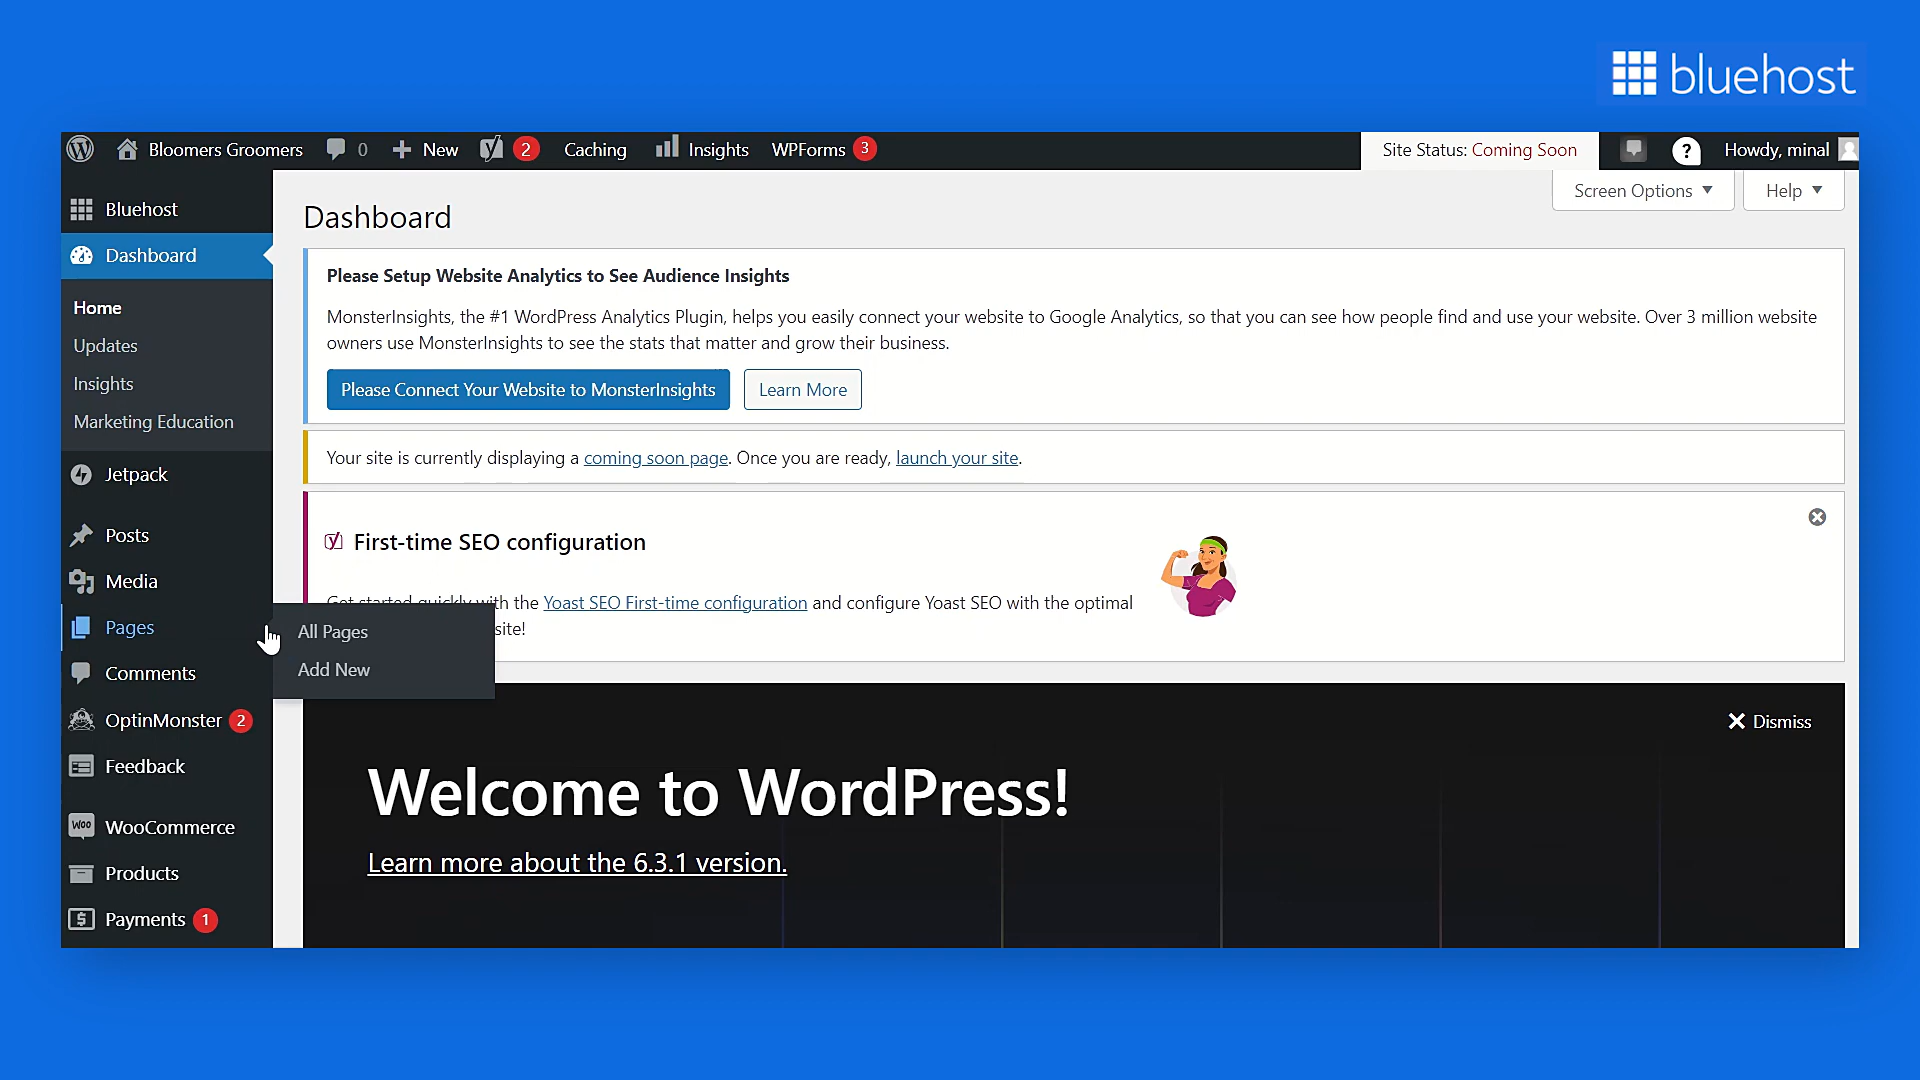 bluehost
Bloomers Groomers 0 New 2 Caching Insights WPForms 3 Site Status: Coming Soon ? Howdy, minal
Screen Options Help
Bluehost
Dashboard
Home
Updates
Insights
Marketing Education
Jetpack
Posts
Media
Pages
Comments
OptinMonster 2
Feedback
WooCommerce
Products
Payments 1
All Pages
Add New
Dashboard
Please Setup Website Analytics to See Audience Insights
MonsterInsights, the #1 WordPress Analytics Plugin, helps you easily connect your website to Google Analytics, so that you can see how people find and use your website. Over 3 million website
owners use MonsterInsights to see the stats that matter and grow their business.
Please Connect Your Website to MonsterInsights Learn More
Your site is currently displaying a coming soon page. Once you are ready, launch your site.
First-time SEO configuration
Get started quickly with the Yoast SEO First-time configuration and configure Yoast SEO with the optimal
site!
Dismiss
Welcome to WordPress!
Learn more about the 6.3.1 version.